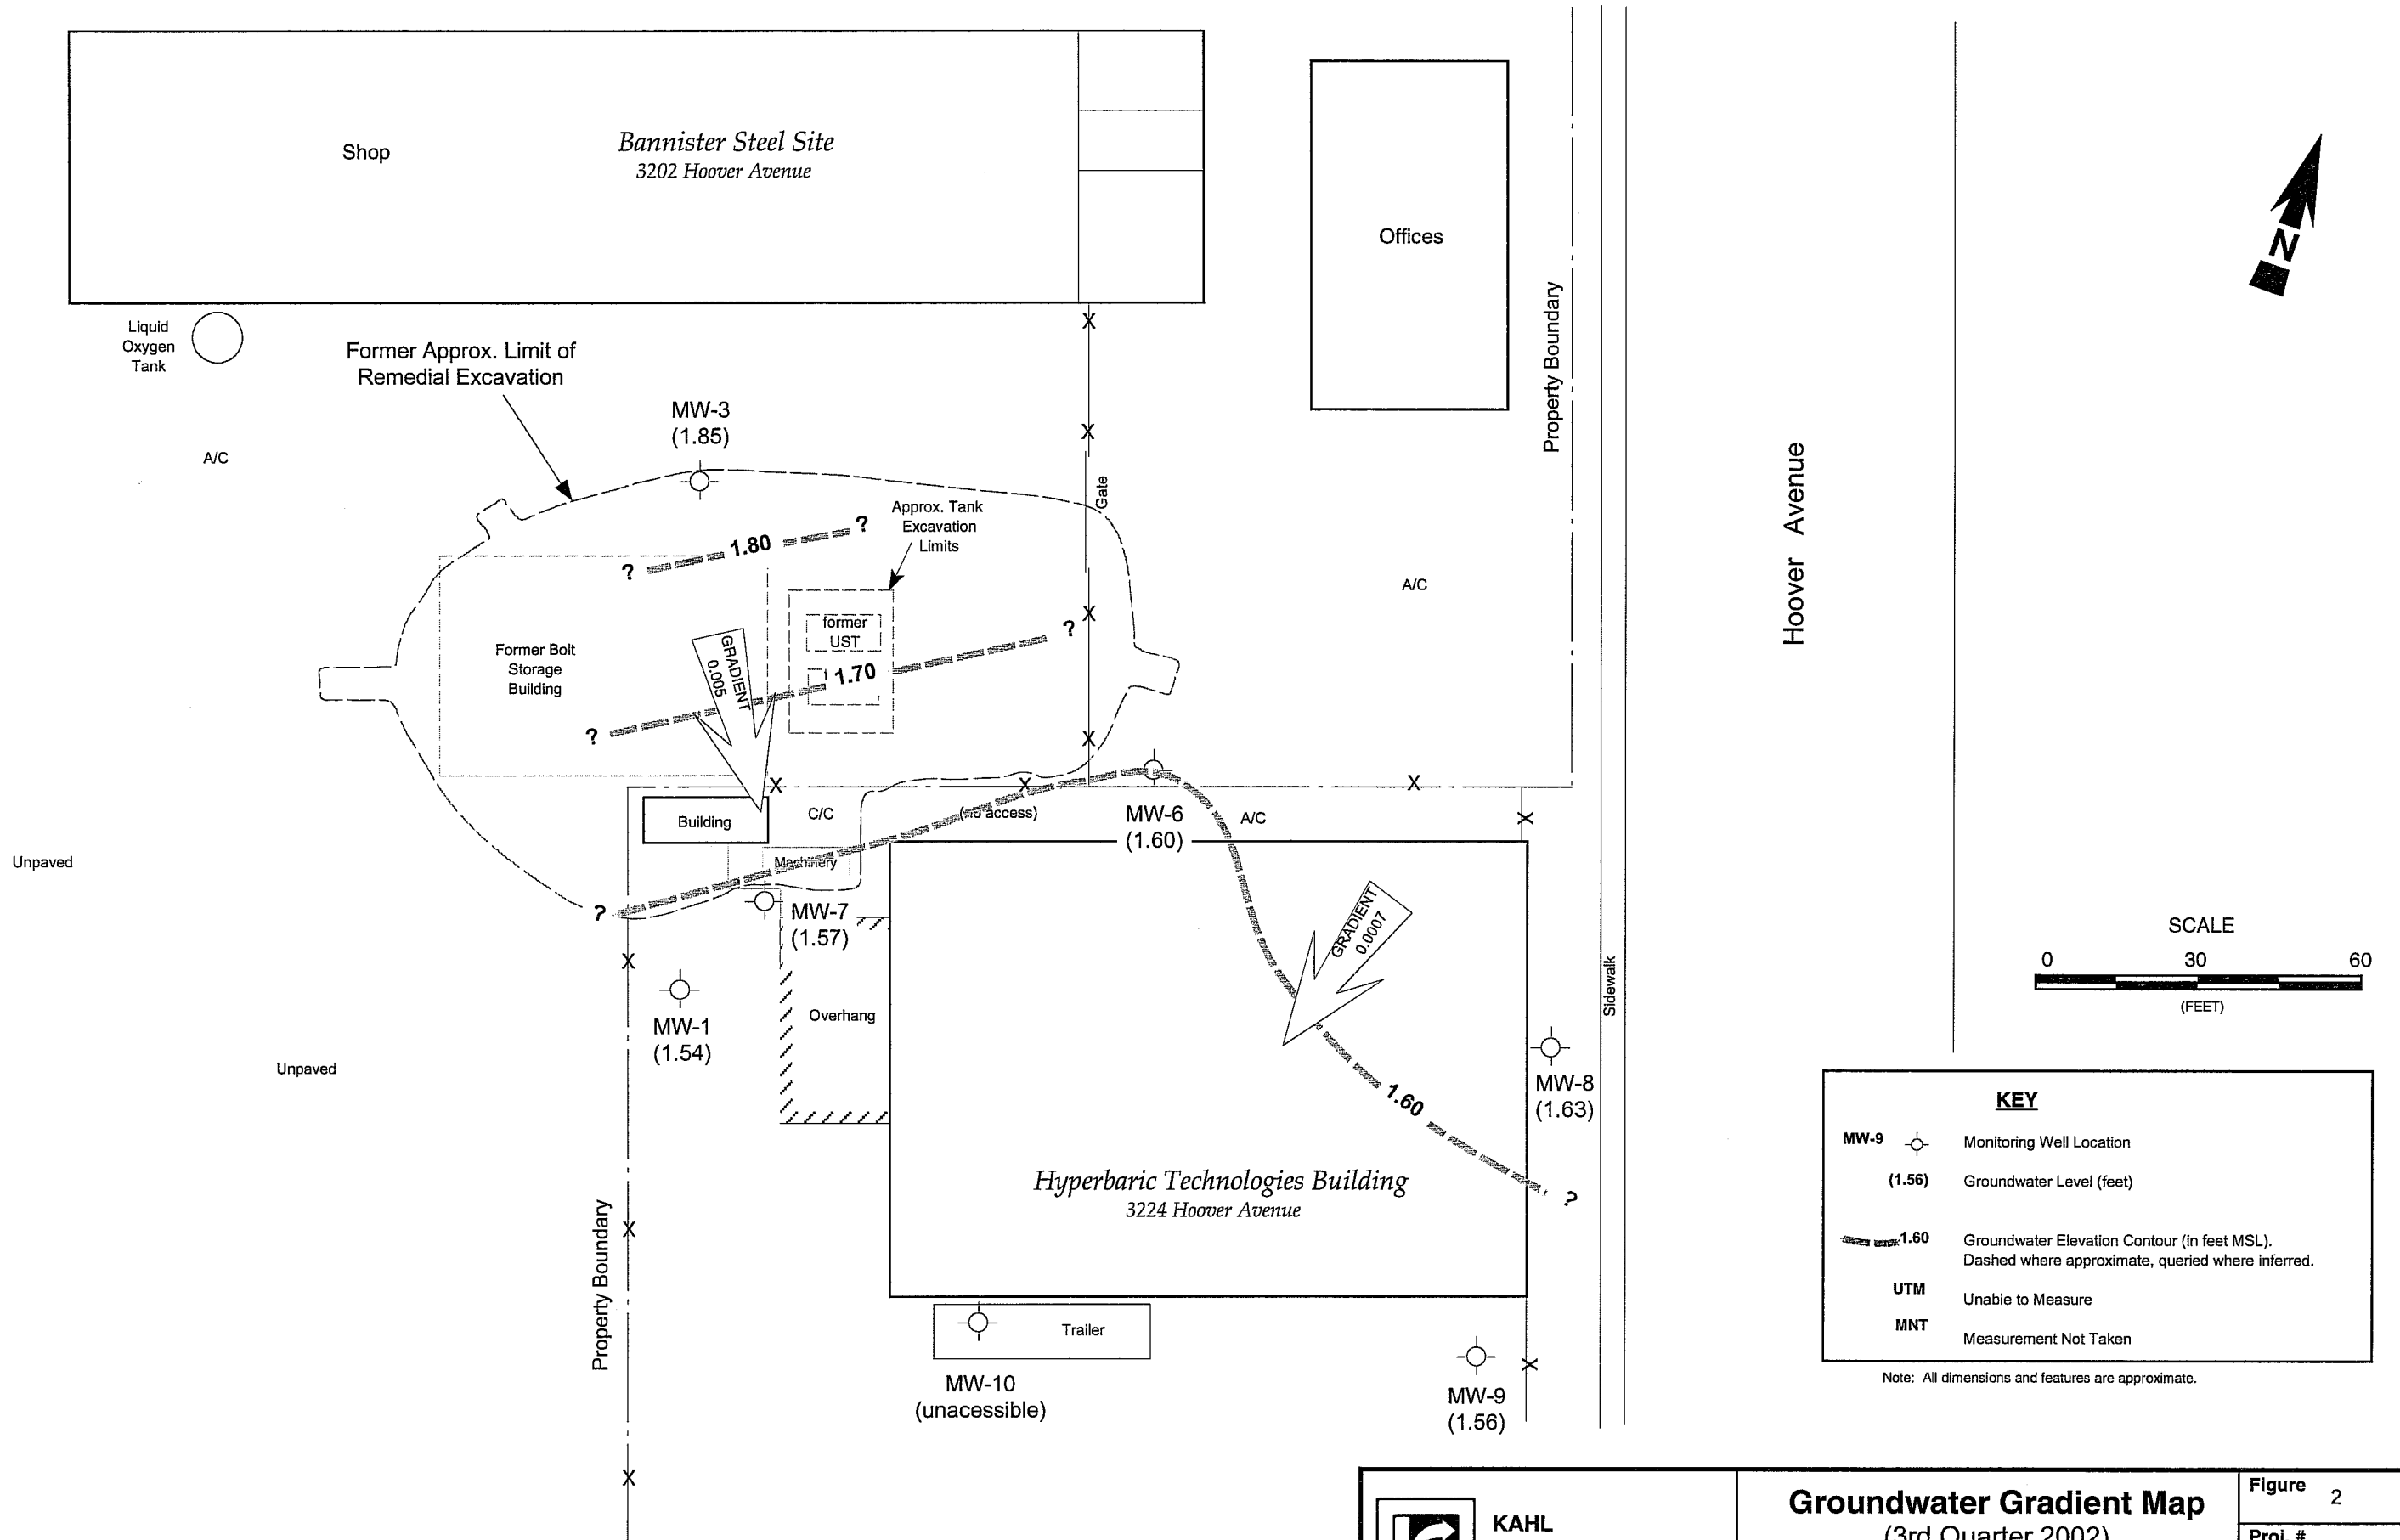 Shop
Bannister Steel Site
3202 Hoover Avenue
Offices
Property Boundary
N
Liquid
Oxygen
Tank
Former Approx. Limit of
Remedial Excavation
X
MW-3
(1.85)
X
A/C
Gate
Hoover Avenue
Approx. Tank
Excavation
Limits
?
1.80
?
A/C
X
former
UST
?
Former Bolt
Storage
Building
GRADIENT
0.005
1.70
?
X
X
X
X
Building
C/C
(no access)
MW-6
(1.60)
A/C
X
Unpaved
Machinery
?
MW-7
(1.57)
GRADIENT
0.0007
SCALE
0 30 60
(FEET)
X
Sidewalk
MW-1
(1.54)
Overhang
Unpaved
MW-8
(1.63)
1.60
?
KEY
MW-9 Monitoring Well Location
(1.56) Groundwater Level (feet)
1.60 Groundwater Elevation Contour (in feet MSL).
Dashed where approximate, queried where inferred.
UTM Unable to Measure
MNT Measurement Not Taken
Note: All dimensions and features are approximate.
Hyperbaric Technologies Building
3224 Hoover Avenue
Property Boundary
X
Trailer
X
MW-10
(unacessible)
MW-9
(1.56)
X
KAHL
Groundwater Gradient Map
(3rd Quarter 2002)
Figure 2
Proj. #